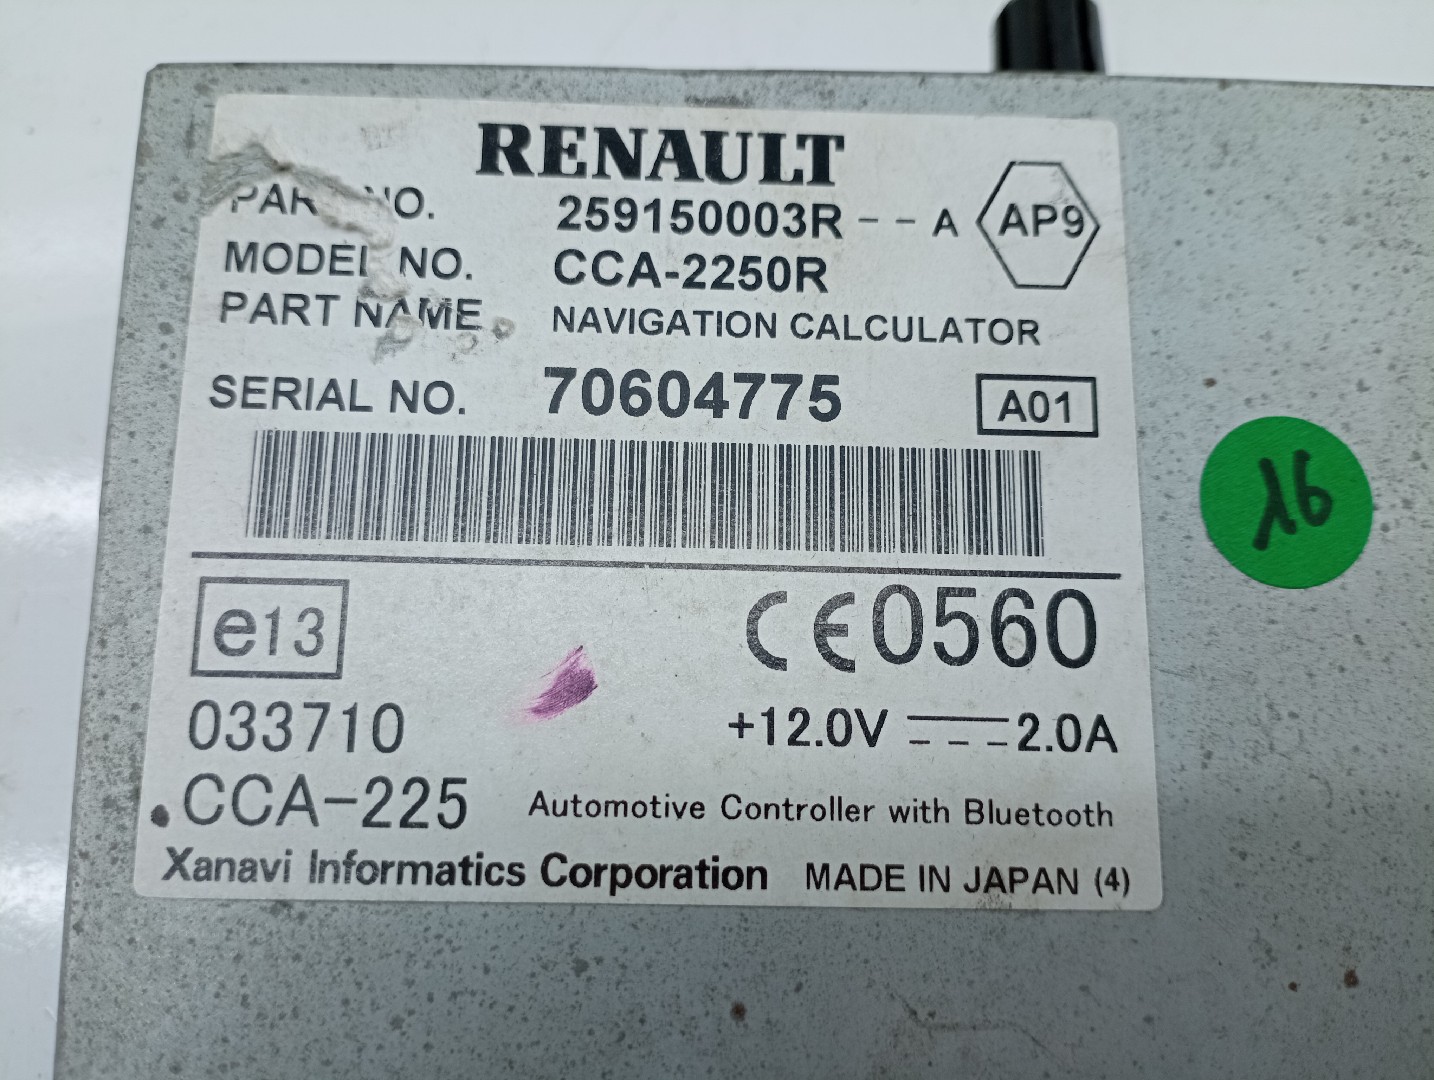 RENAULT
PART NO. 259150003R--A AP9
MODEL NO. CCA-2250R
PART NAME NAVIGATION CALCULATOR
SERIAL NO. 70604775 A01
e13 CE0560
033710 +12.0V 2.0A
CCA-225 Automotive Controller with Bluetooth
Xanavi Informatics Corporation MADE IN JAPAN (4)